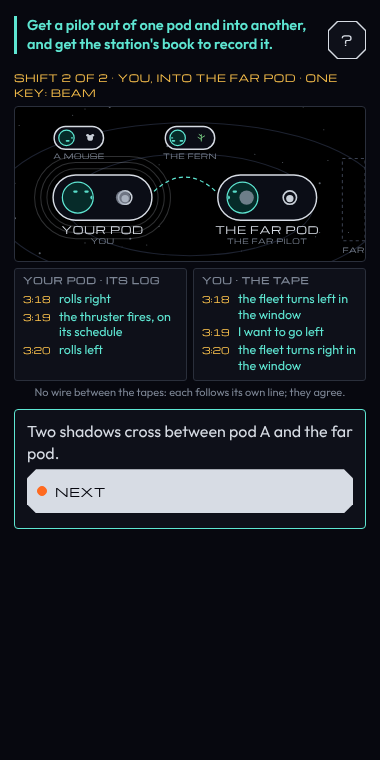 Get a pilot out of one pod and into another,
and get the station's book to record it.
?
SHIFT 2 OF 2 · YOU, INTO THE FAR POD · ONE
KEY: BEAM
A MOUSE
THE FERN
YOUR POD
YOU
THE FAR POD
THE FAR PILOT
FAR
YOUR POD · ITS LOG
3:18 rolls right
3:19 the thruster fires, on
its schedule
3:20 rolls left
YOU · THE TAPE
3:18 the fleet turns left in
the window
3:19 I want to go left
3:20 the fleet turns right in
the window
No wire between the tapes: each follows its own line; they agree.
Two shadows cross between pod A and the far
pod.
NEXT